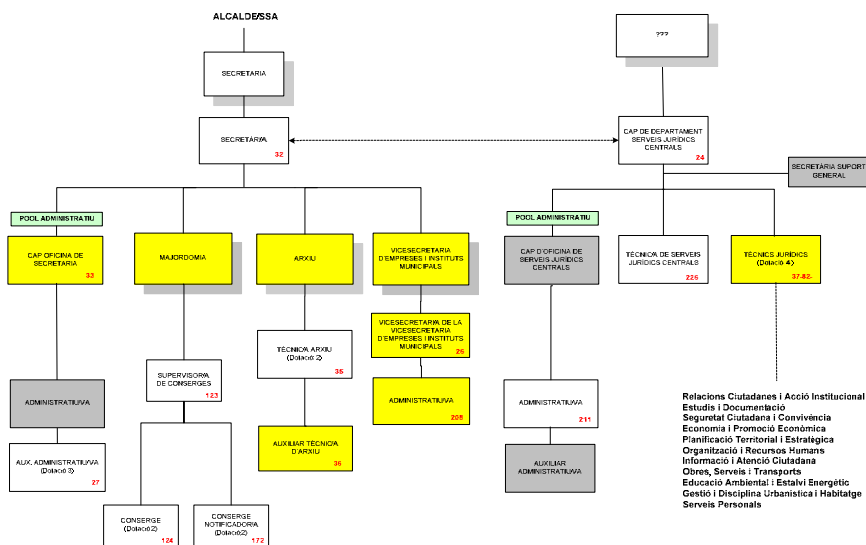 ALCALDE/SSA
SECRETARIA
SECRETARI/A
32
POOL ADMINISTRATIU
CAP OFICINA DE
SECRETARIA
33
MAJORDOMIA
ARXIU
VICESECRETARIA
D'EMPRESES I INSTITUTS
MUNICIPALS
ADMINISTRATIU/VA
AUX. ADMINISTRATIU/VA
(Dotació 3)
27
SUPERVISOR/A
DE CONSERGES
123
CONSERGE
(Dotació 2)
124
CONSERGE
NOTIFICADOR/A
(Dotació 2)
172
TÈCNIC/A ARXIU
(Dotació 2)
35
AUXILIAR TÈCNIC/A
D'ARXIU
36
VICESECRETARI/A DE LA
VICESECRETARIA
D'EMPRESES I INSTITUTS
MUNICIPALS
26
ADMINISTRATIU/VA
208
???
CAP DE DEPARTAMENT
SERVEIS JURÍDICS
CENTRALS
24
SECRETÀRIA SUPORT
GENERAL
POOL ADMINISTRATIU
CAP D'OFICINA DE
SERVEIS JURÍDICS
CENTRALS
TÈCNIC/A DE SERVEIS
JURÍDICS CENTRALS
226
TÈCNICS JURÍDICS
(Dotació 4)
37-82-
ADMINISTRATIU/VA
211
AUXILIAR
ADMINISTRATIU/VA
Relacions Ciutadanes i Acció Institucional
Estudis i Documentació
Seguretat Ciutadana i Convivència
Economia i Promoció Econòmica
Planificació Territorial i Estratègica
Organització i Recursos Humans
Informació i Atenció Ciutadana
Obres, Serveis i Transports
Educació Ambiental i Estalvi Energètic
Gestió i Disciplina Urbanística i Habitatge
Serveis Personals